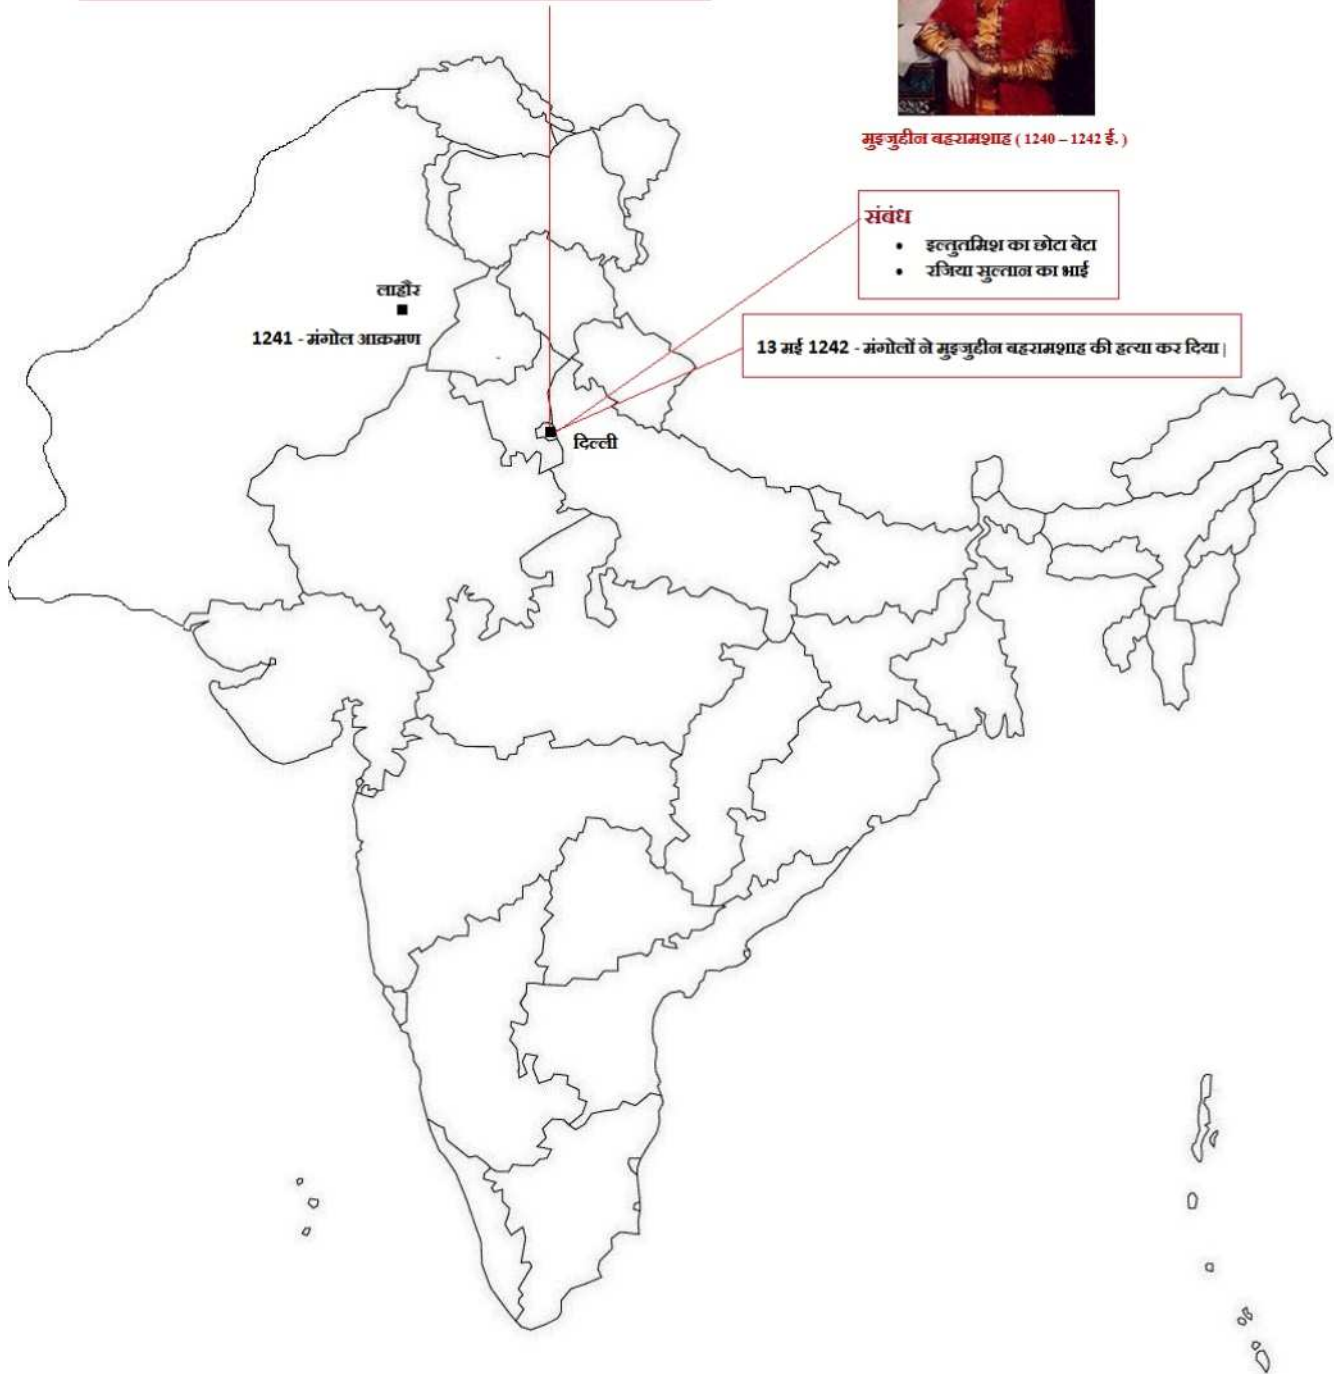 मुइजुद्दीन बहरामशाह ( 1240 – 1242 ई. )
संबंध
• इल्तुतमिश का छोटा बेटा
• रजिया सुल्तान का भाई
लाहौर
1241 - मंगोल आक्रमण
13 मई 1242 - मंगोलों ने मुइजुद्दीन बहरामशाह की हत्या कर दिया |
दिल्ली